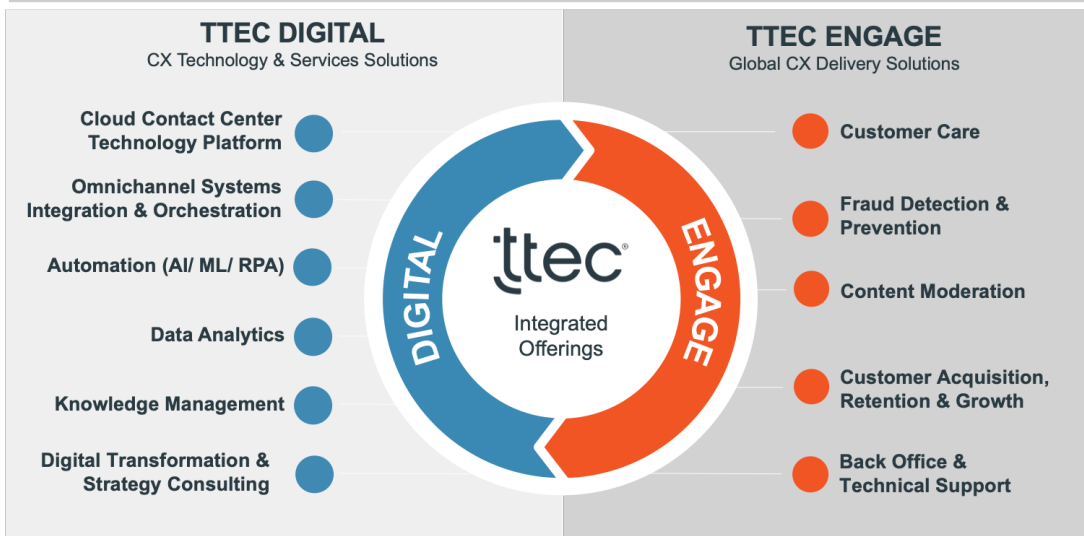 TTEC DIGITAL
CX Technology & Services Solutions
Cloud Contact Center
Technology Platform
Omnichannel Systems
Integration & Orchestration
Automation (AI/ ML/ RPA)
Data Analytics
Knowledge Management
Digital Transformation &
Strategy Consulting
DIGITAL
ttec®
Integrated
Offerings
ENGAGE
TTEC ENGAGE
Global CX Delivery Solutions
Customer Care
Fraud Detection &
Prevention
Content Moderation
Customer Acquisition,
Retention & Growth
Back Office &
Technical Support